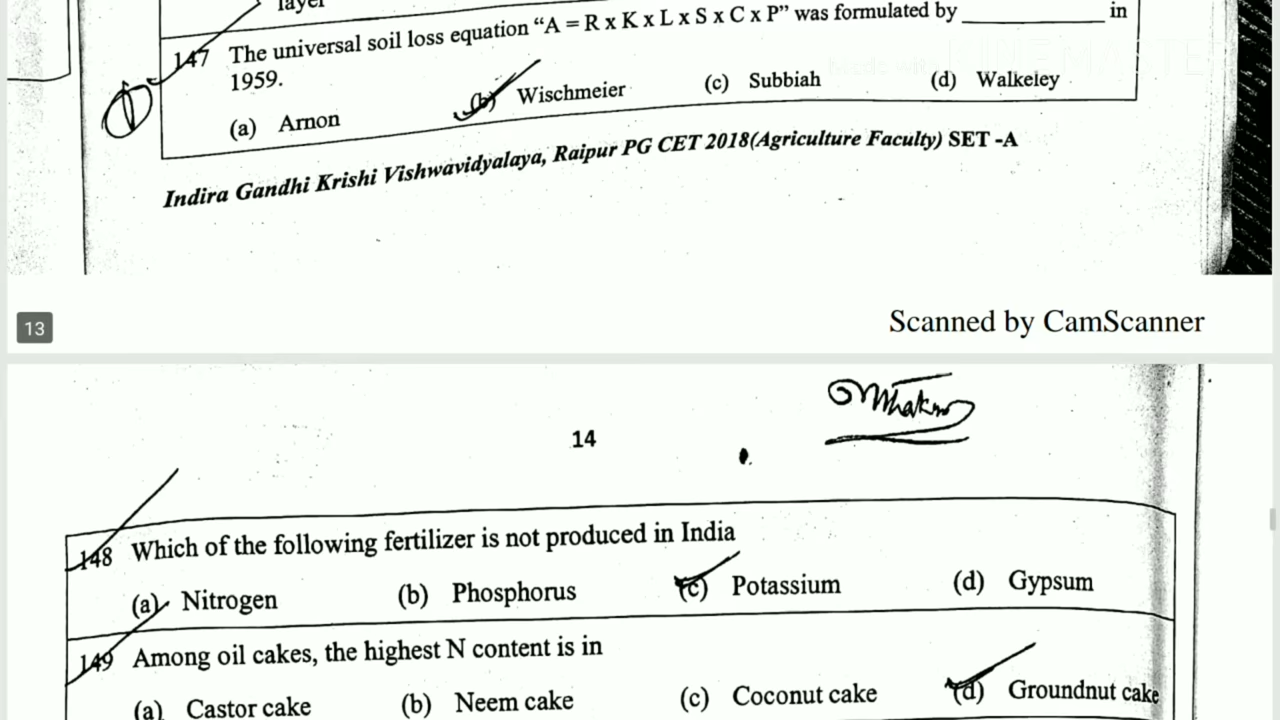 layer
147 The universal soil loss equation “A = R x K x L x S x C x P” was formulated by ____________ in
1959.
(a) Arnon (b) Wischmeier (c) Subbiah (d) Walkeley
Indira Gandhi Krishi Vishwavidyalaya, Raipur PG CET 2018(Agriculture Faculty) SET -A
13
Scanned by CamScanner
14
148 Which of the following fertilizer is not produced in India
(a) Nitrogen (b) Phosphorus (c) Potassium (d) Gypsum
149 Among oil cakes, the highest N content is in
(a) Castor cake (b) Neem cake (c) Coconut cake (d) Groundnut cake